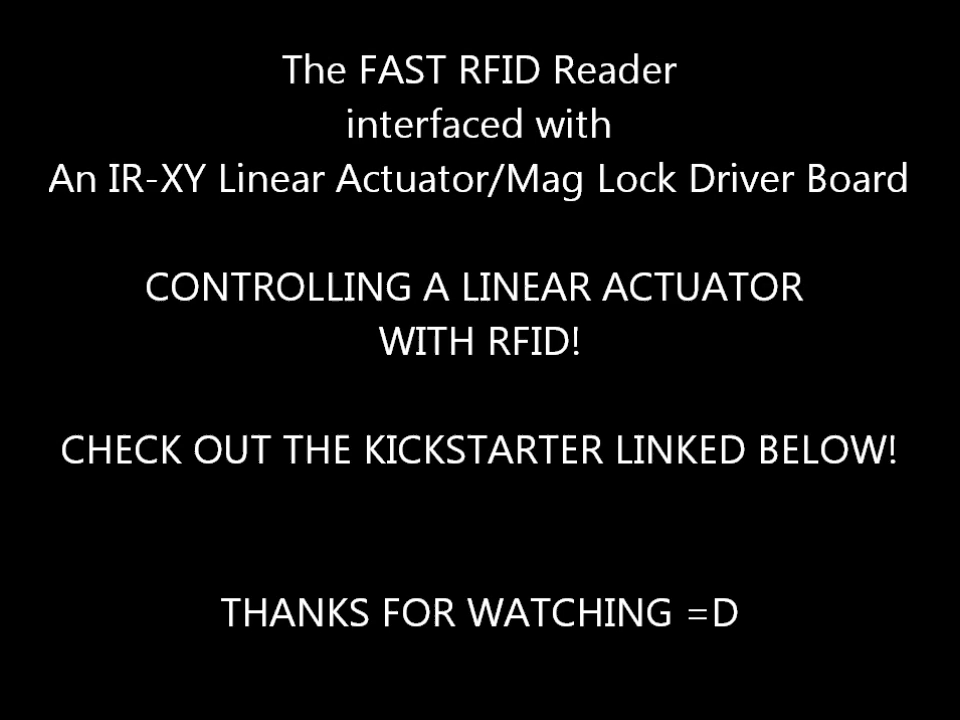 The FAST RFID Reader
interfaced with
An IR-XY Linear Actuator/Mag Lock Driver Board
CONTROLLING A LINEAR ACTUATOR
WITH RFID!
CHECK OUT THE KICKSTARTER LINKED BELOW!
THANKS FOR WATCHING =D